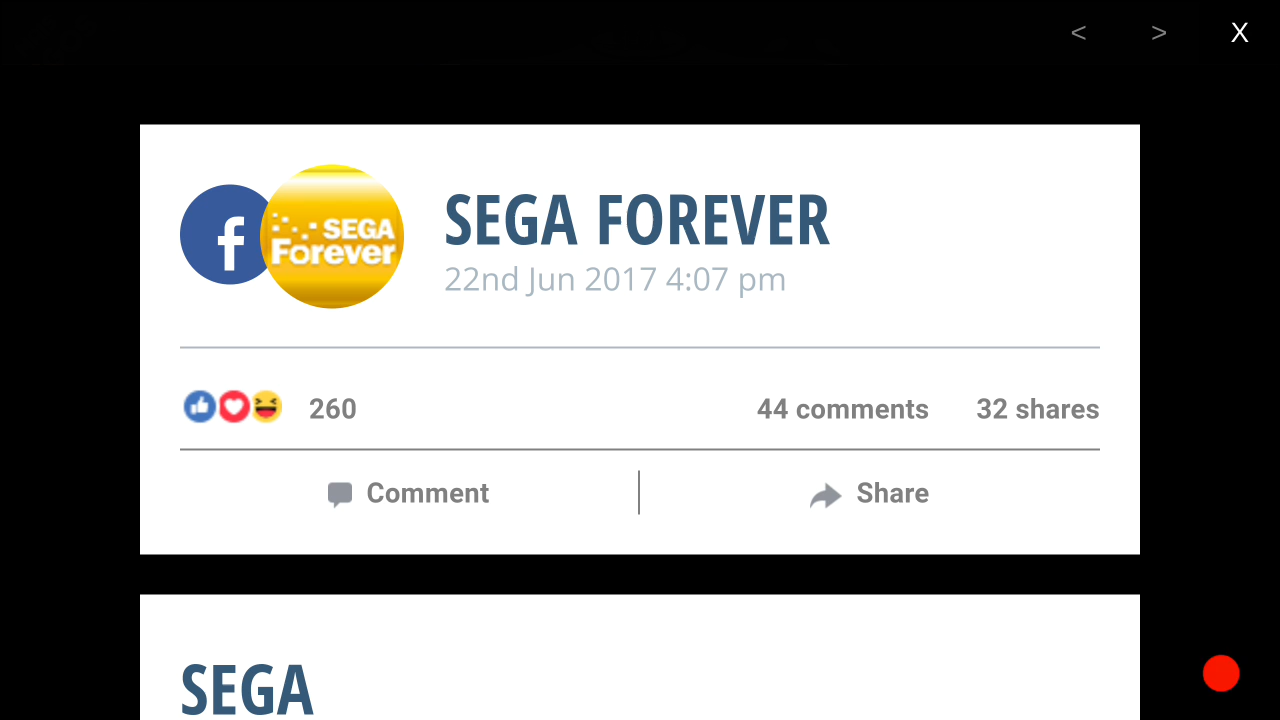 < > X
SEGA
Forever
SEGA FOREVER
22nd Jun 2017 4:07 pm
260 44 comments 32 shares
Comment Share
SEGA